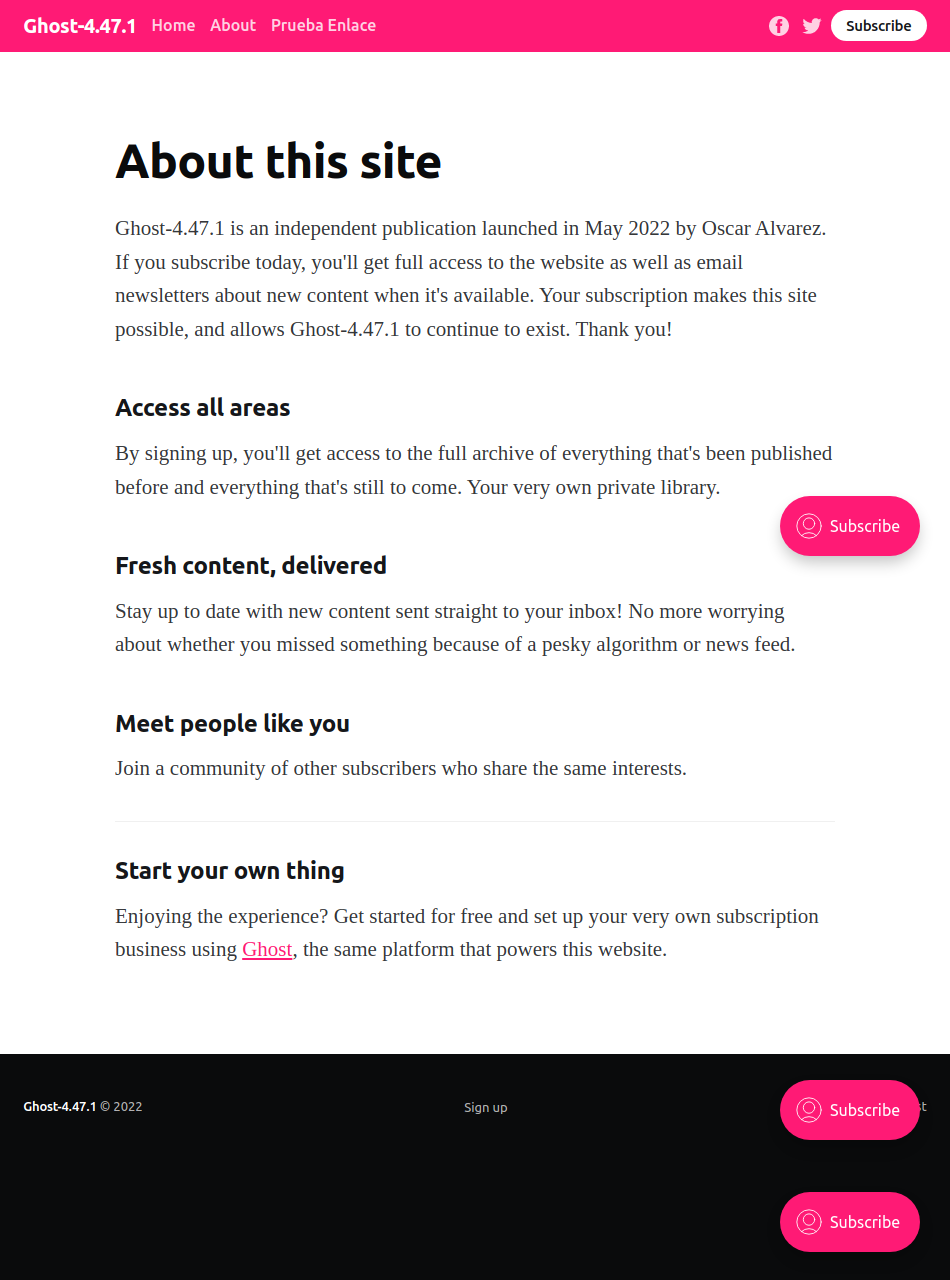 Ghost-4.47.1 Home About Prueba Enlace Subscribe
About this site
Ghost-4.47.1 is an independent publication launched in May 2022 by Oscar Alvarez.
If you subscribe today, you'll get full access to the website as well as email
newsletters about new content when it's available. Your subscription makes this site
possible, and allows Ghost-4.47.1 to continue to exist. Thank you!
Access all areas
By signing up, you'll get access to the full archive of everything that's been published
before and everything that's still to come. Your very own private library.
Subscribe
Fresh content, delivered
Stay up to date with new content sent straight to your inbox! No more worrying
about whether you missed something because of a pesky algorithm or news feed.
Meet people like you
Join a community of other subscribers who share the same interests.
Start your own thing
Enjoying the experience? Get started for free and set up your very own subscription
business using Ghost, the same platform that powers this website.
Ghost-4.47.1 © 2022 Sign up Subscribe
Subscribe